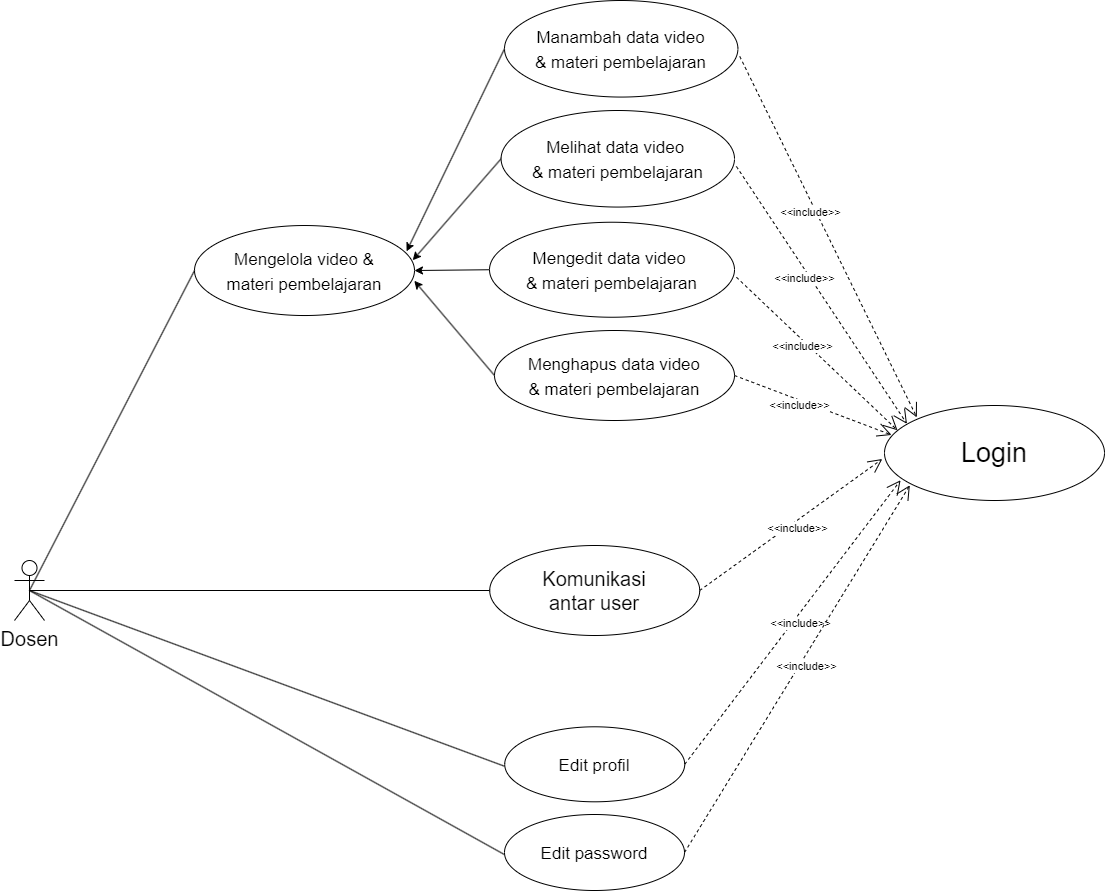 Manambah data video
& materi pembelajaran
Melihat data video
& materi pembelajaran
<<include>>
Mengelola video &
materi pembelajaran
Mengedit data video
& materi pembelajaran
<<include>>
<<include>>
Menghapus data video
& materi pembelajaran
<<include>>
Login
<<include>>
Komunikasi
antar user
Dosen
<<include>>
<<include>>
Edit profil
Edit password